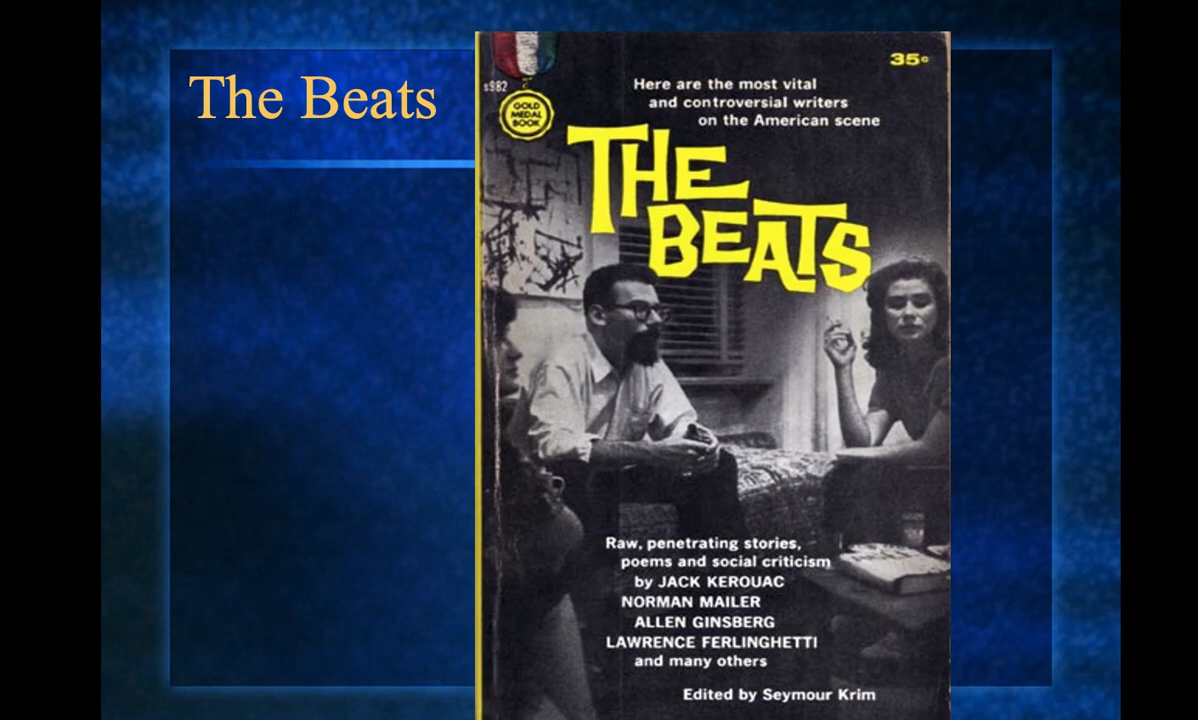 The Beats
35¢
s982
GOLD
MEDAL
BOOK
Here are the most vital
and controversial writers
on the American scene
THE
BEATS
Raw, penetrating stories,
poems and social criticism
by JACK KEROUAC
NORMAN MAILER
ALLEN GINSBERG
LAWRENCE FERLINGHETTI
and many others
Edited by Seymour Krim